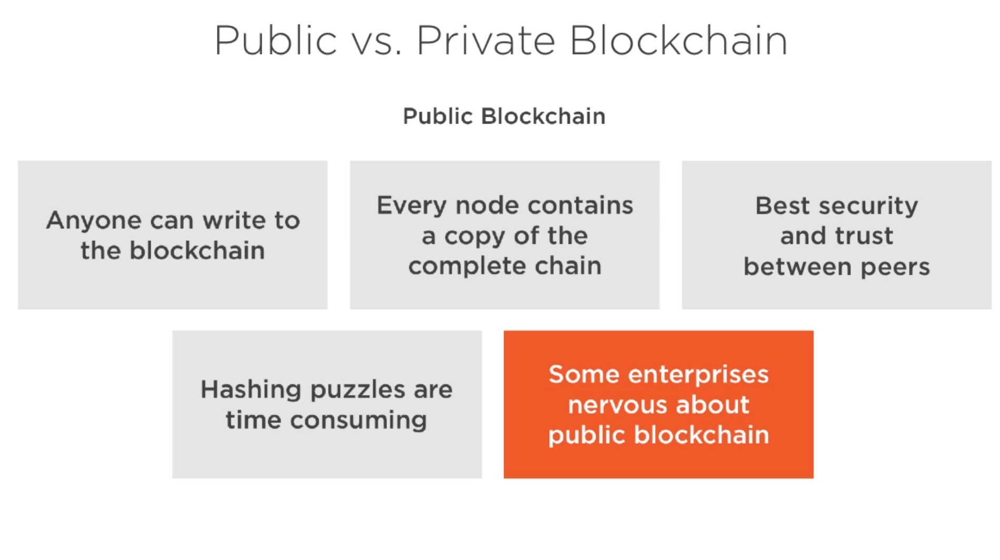 Public vs. Private Blockchain
Public Blockchain
Anyone can write to
the blockchain
Every node contains
a copy of the
complete chain
Best security
and trust
between peers
Hashing puzzles are
time consuming
Some enterprises
nervous about
public blockchain